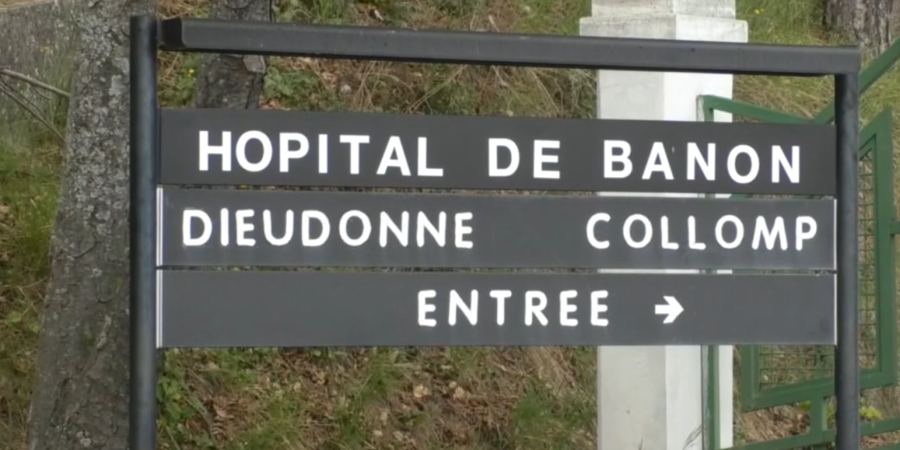 HOPITAL DE BANON
DIEUDONNE COLLOMP
ENTREE →